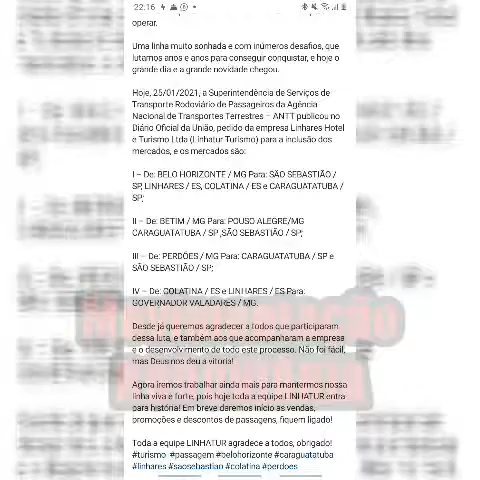 22:16
operar.
Uma linha muito sonhada e com inúmeros desafios, que
lutamos anos e anos para conseguir conquistar, e hoje o
grande dia e a grande novidade chegou.
Hoje, 25/01/2021, a Superintendência de Serviços de
Transporte Rodoviário de Passageiros da Agência
Nacional de Transportes Terrestres – ANTT publicou no
Diário Oficial da União, pedido da empresa Linhares Hotel
e Turismo Ltda (Linhatur Turismo) para a inclusão dos
mercados, e os mercados são:
I – De: BELO HORIZONTE / MG Para: SÃO SEBASTIÃO /
SP, LINHARES / ES, COLATINA / ES e CARAGUATATUBA /
SP;
II – De: BETIM / MG Para: POUSO ALEGRE/MG
CARAGUATATUBA / SP ,SÃO SEBASTIÃO / SP;
III – De: PERDÕES / MG Para: CARAGUATATUBA / SP e
SÃO SEBASTIÃO / SP;
IV – De: COLATINA / ES e LINHARES / ES Para:
GOVERNADOR VALADARES / MG.
Desde já queremos agradecer a todos que participaram
dessa luta, e também aos que acompanharam a empresa
e o desenvolvimento de todo este processo. Não foi fácil,
mas Deus nos deu a vitória!
Agora iremos trabalhar ainda mais para mantermos nossa
linha viva e forte, pois hoje toda a equipe LINHATUR entra
para história! Em breve daremos início as vendas,
promoções e descontos de passagens, fiquem ligado!
Toda a equipe LINHATUR agradece a todos, obrigado!
#turismo #passagem #belohorizonte #caraguatatuba
#linhares #saosebastian #colatina #perdoes